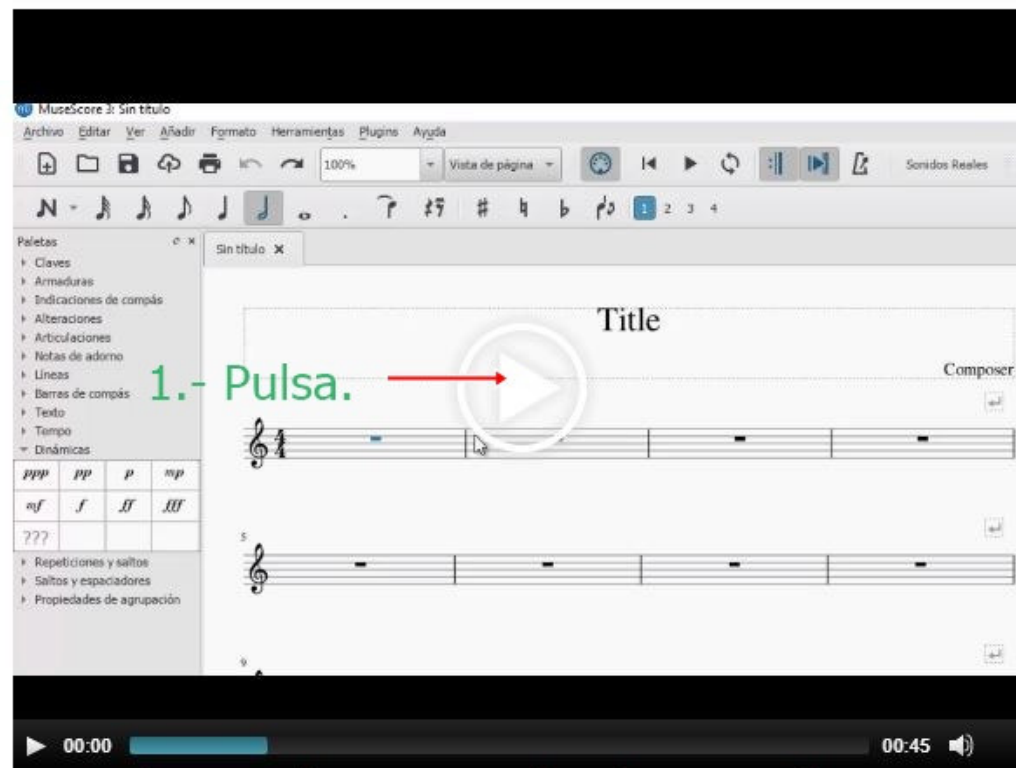 MuseScore 3: Sin título
Archivo Editar Ver Añadir Formato Herramientas Plugins Ayuda
100% Vista de página Sonidos Reales
1 2 3 4
Paletas
Sin título
Claves
Armaduras
Indicaciones de compás
Alteraciones
Articulaciones
Notas de adorno
Líneas
Barras de compás
Texto
Tempo
Dinámicas
ppp pp p mp
mf f ff fff
???
Repeticiones y saltos
Saltos y espaciadores
Propiedades de agrupación
Title
Composer
1.- Pulsa.
4
4
5
9
00:00 00:45